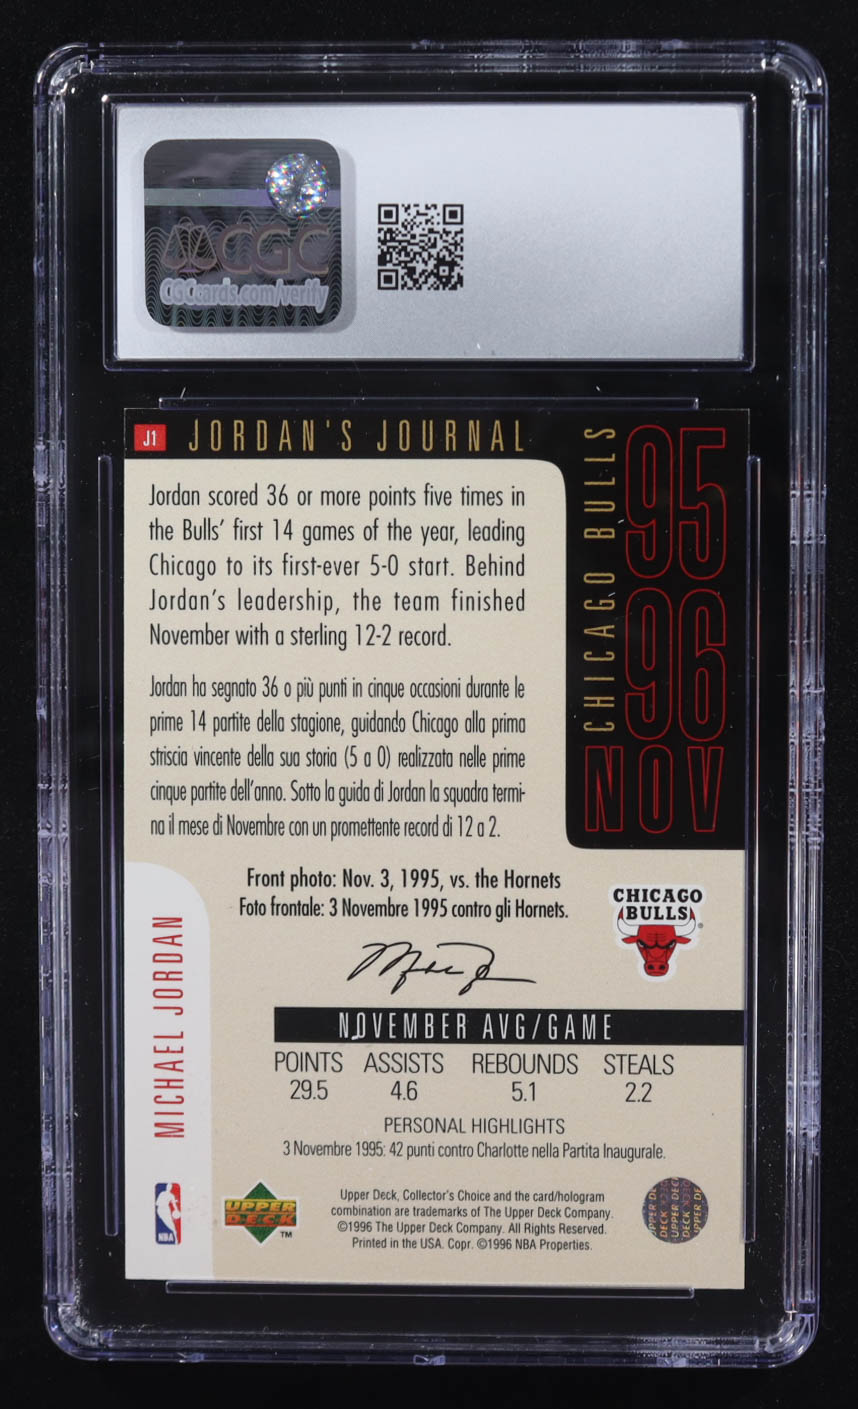 CGC
CGCcards.com/verify
J1
JORDAN'S JOURNAL
Jordan scored 36 or more points five times in
the Bulls' first 14 games of the year, leading
Chicago to its first-ever 5-0 start. Behind
Jordan's leadership, the team finished
November with a sterling 12-2 record.
Jordan ha segnato 36 o più punti in cinque occasioni durante le
prime 14 partite della stagione, guidando Chicago alla prima
striscia vincente della sua storia (5 a 0) realizzata nelle prime
cinque partite dell'anno. Sotto la guida di Jordan la squadra termi-
na il mese di Novembre con un promettente record di 12 a 2.
CHICAGO BULLS
95
96
NOV
Front photo: Nov. 3, 1995, vs. the Hornets
Foto frontale: 3 Novembre 1995 contro gli Hornets.
CHICAGO
BULLS
MICHAEL JORDAN
NOVEMBER AVG/GAME
POINTS ASSISTS REBOUNDS STEALS
29.5 4.6 5.1 2.2
PERSONAL HIGHLIGHTS
3 Novembre 1995: 42 punti contro Charlotte nella Partita Inaugurale.
NBA
UPPER
DECK
TM
Upper Deck, Collector's Choice and the card/hologram
combination are trademarks of The Upper Deck Company.
©1996 The Upper Deck Company. All Rights Reserved.
Printed in the USA. Copr. ©1996 NBA Properties.
UPPER DEC